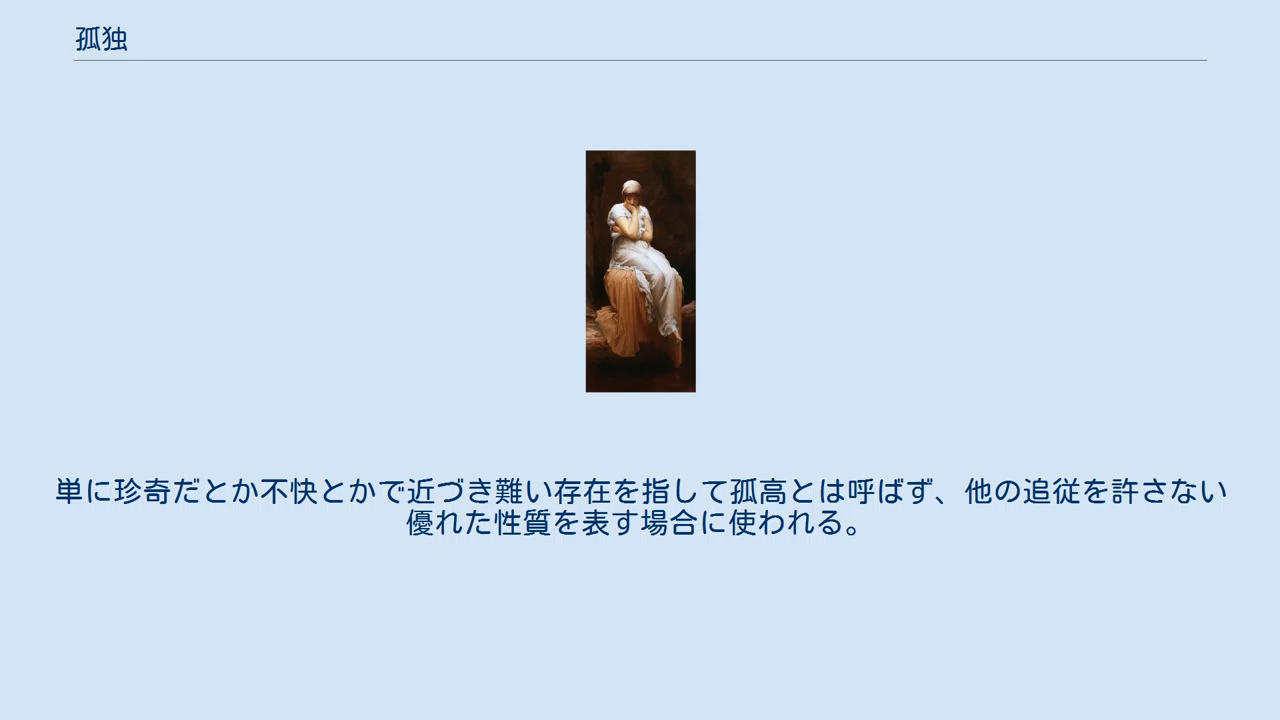 孤独
単に珍奇だとか不快とかで近づき難い存在を指して孤高とは呼ばず、他の追従を許さない
優れた性質を表す場合に使われる。